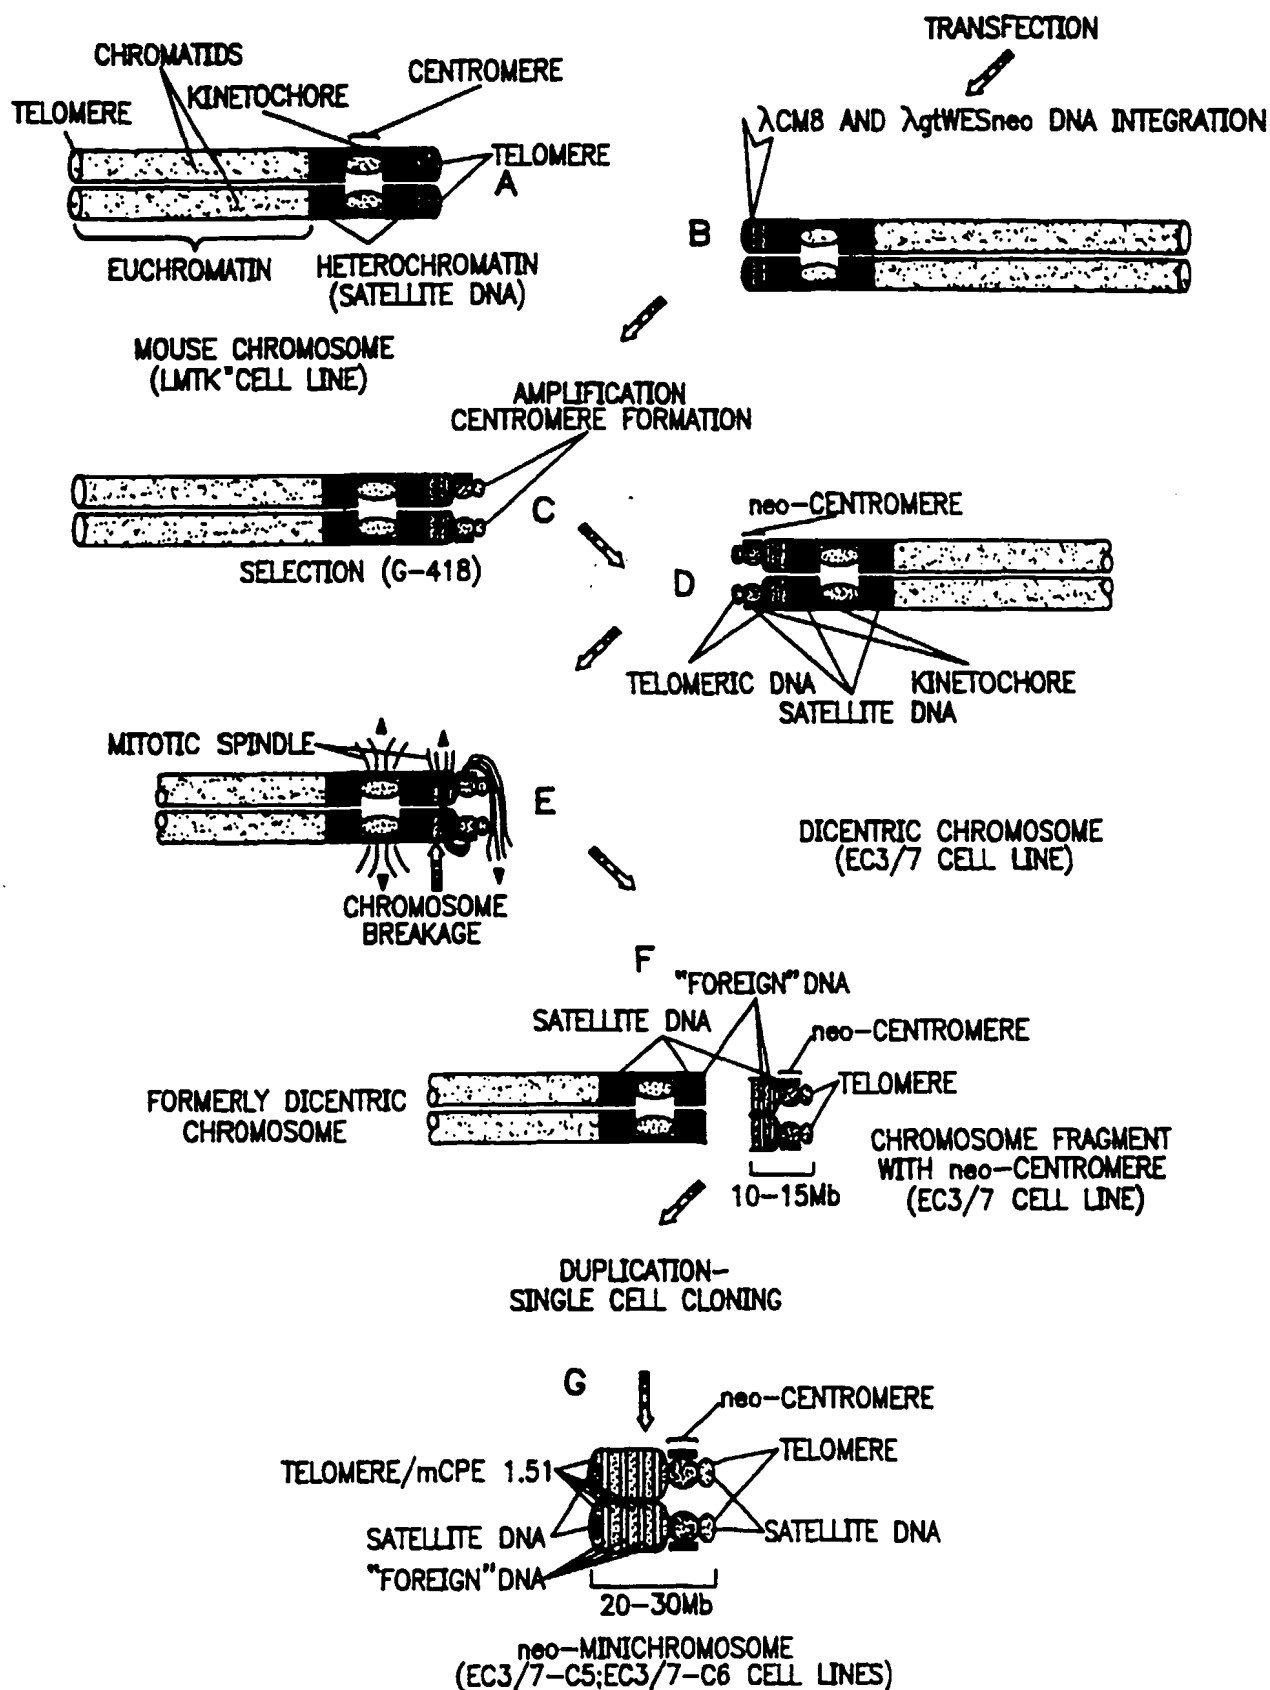 TRANSFECTION
λCM8 AND λgtWESneo DNA INTEGRATION
CHROMATIDS
CENTROMERE
KINETOCHORE
TELOMERE
TELOMERE
A
EUCHROMATIN
HETEROCHROMATIN
(SATELLITE DNA)
MOUSE CHROMOSOME
(LMTK⁻ CELL LINE)
B
AMPLIFICATION
CENTROMERE FORMATION
C
SELECTION (G-418)
neo-CENTROMERE
D
TELOMERIC DNA
KINETOCHORE
SATELLITE DNA
MITOTIC SPINDLE
E
CHROMOSOME
BREAKAGE
DICENTRIC CHROMOSOME
(EC3/7 CELL LINE)
F
"FOREIGN" DNA
SATELLITE DNA
neo-CENTROMERE
TELOMERE
FORMERLY DICENTRIC
CHROMOSOME
CHROMOSOME FRAGMENT
WITH neo-CENTROMERE
(EC3/7 CELL LINE)
10-15Mb
DUPLICATION-
SINGLE CELL CLONING
G
neo-CENTROMERE
TELOMERE
TELOMERE/mCPE 1.51
SATELLITE DNA
SATELLITE DNA
"FOREIGN" DNA
20-30Mb
neo-MINICHROMOSOME
(EC3/7-C5;EC3/7-C6 CELL LINES)